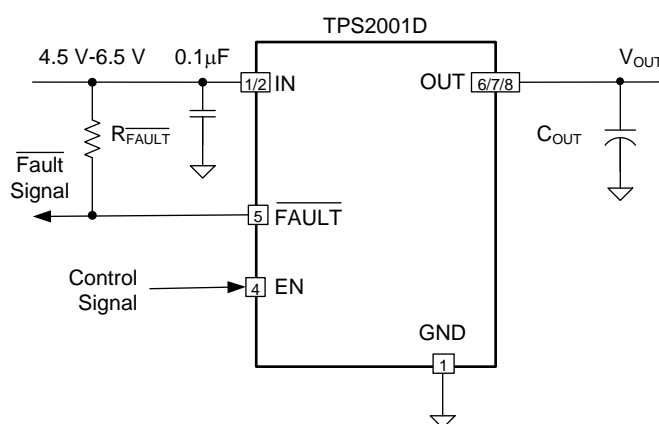 TPS2001D
4.5 V-6.5 V
0.1µF
1/2
IN
OUT
6/7/8
VOUT
RFAULT
COUT
Fault
Signal
5
FAULT
Control
Signal
4
EN
GND
1